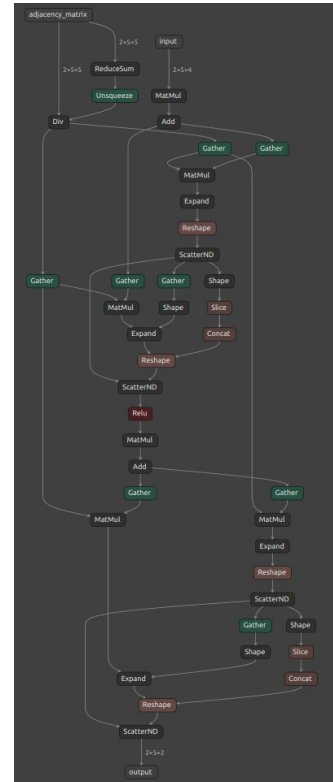 adjacency_matrix
input
2×5×5
ReduceSum
2×5×5
2×5×4
Unsqueeze
MatMul
Div
Add
Gather
Gather
MatMul
Expand
Reshape
ScatterND
Gather
Gather
Gather
Shape
MatMul
Shape
Slice
Expand
Concat
Reshape
ScatterND
Relu
MatMul
Add
Gather
Gather
MatMul
MatMul
Expand
Reshape
ScatterND
Gather
Shape
Shape
Slice
Expand
Concat
Reshape
ScatterND
2×5×2
output